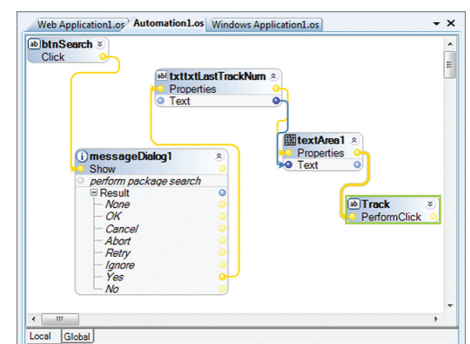 Web Application1.os Automation1.os Windows Application1.os
btnSearch
Click
txttxtLastTrackNum
Properties
Text
textArea1
Properties
Text
messageDialog1
Show
perform package search
Result
None
OK
Cancel
Abort
Retry
Ignore
Yes
No
Track
PerformClick
Local Global